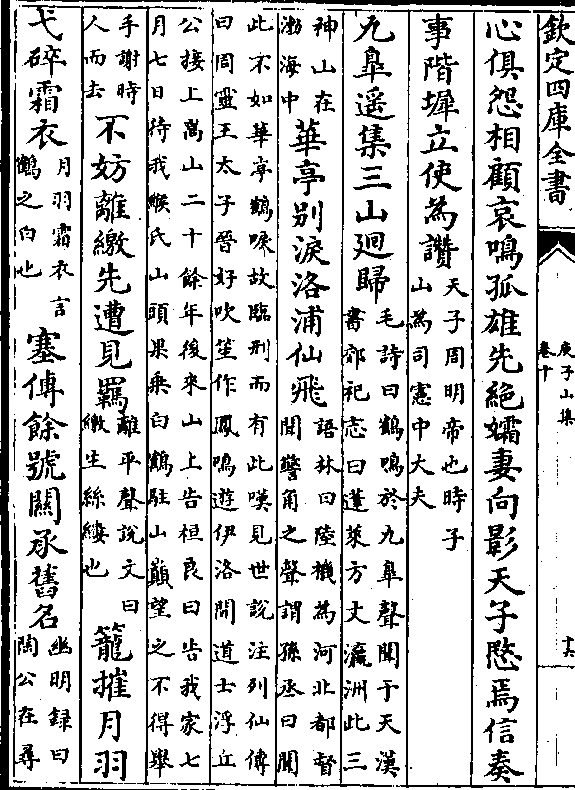 欽定四庫全書
庾子山集
卷十
十六
心俱怨相顧哀鳴孤雄先絶孀妻向影天子愍焉信奏
事階墀立使為讚
天子周明帝也時子
山為司憲中大夫
九臯遥集三山廻歸
毛詩曰鶴鳴於九臯聲聞于天漢
書郊祀志曰蓬萊方丈瀛洲此三
神山在
渤海中
華亭别淚洛浦仙飛
語林曰陸機為河北都督
聞警角之聲謂孫丞曰聞
此不如華亭鶴唳故臨刑而有此嘆見世說注列仙傳
曰周靈王太子晉好吹笙作鳳鳴遊伊洛間道士浮丘
公接上嵩山二十餘年後來山上告桓良曰告我家七
月七日待我緱氏山頭果乘白鶴駐山巔望之不得舉
手謝時
人而去
不妨離繳先遭見羈
離平聲說文曰
繳生絲縷也
籠摧月羽
弋碎霜衣
月羽霜衣言
鶴之白也
塞傳餘號關承舊名
幽明録曰
陶公在尋